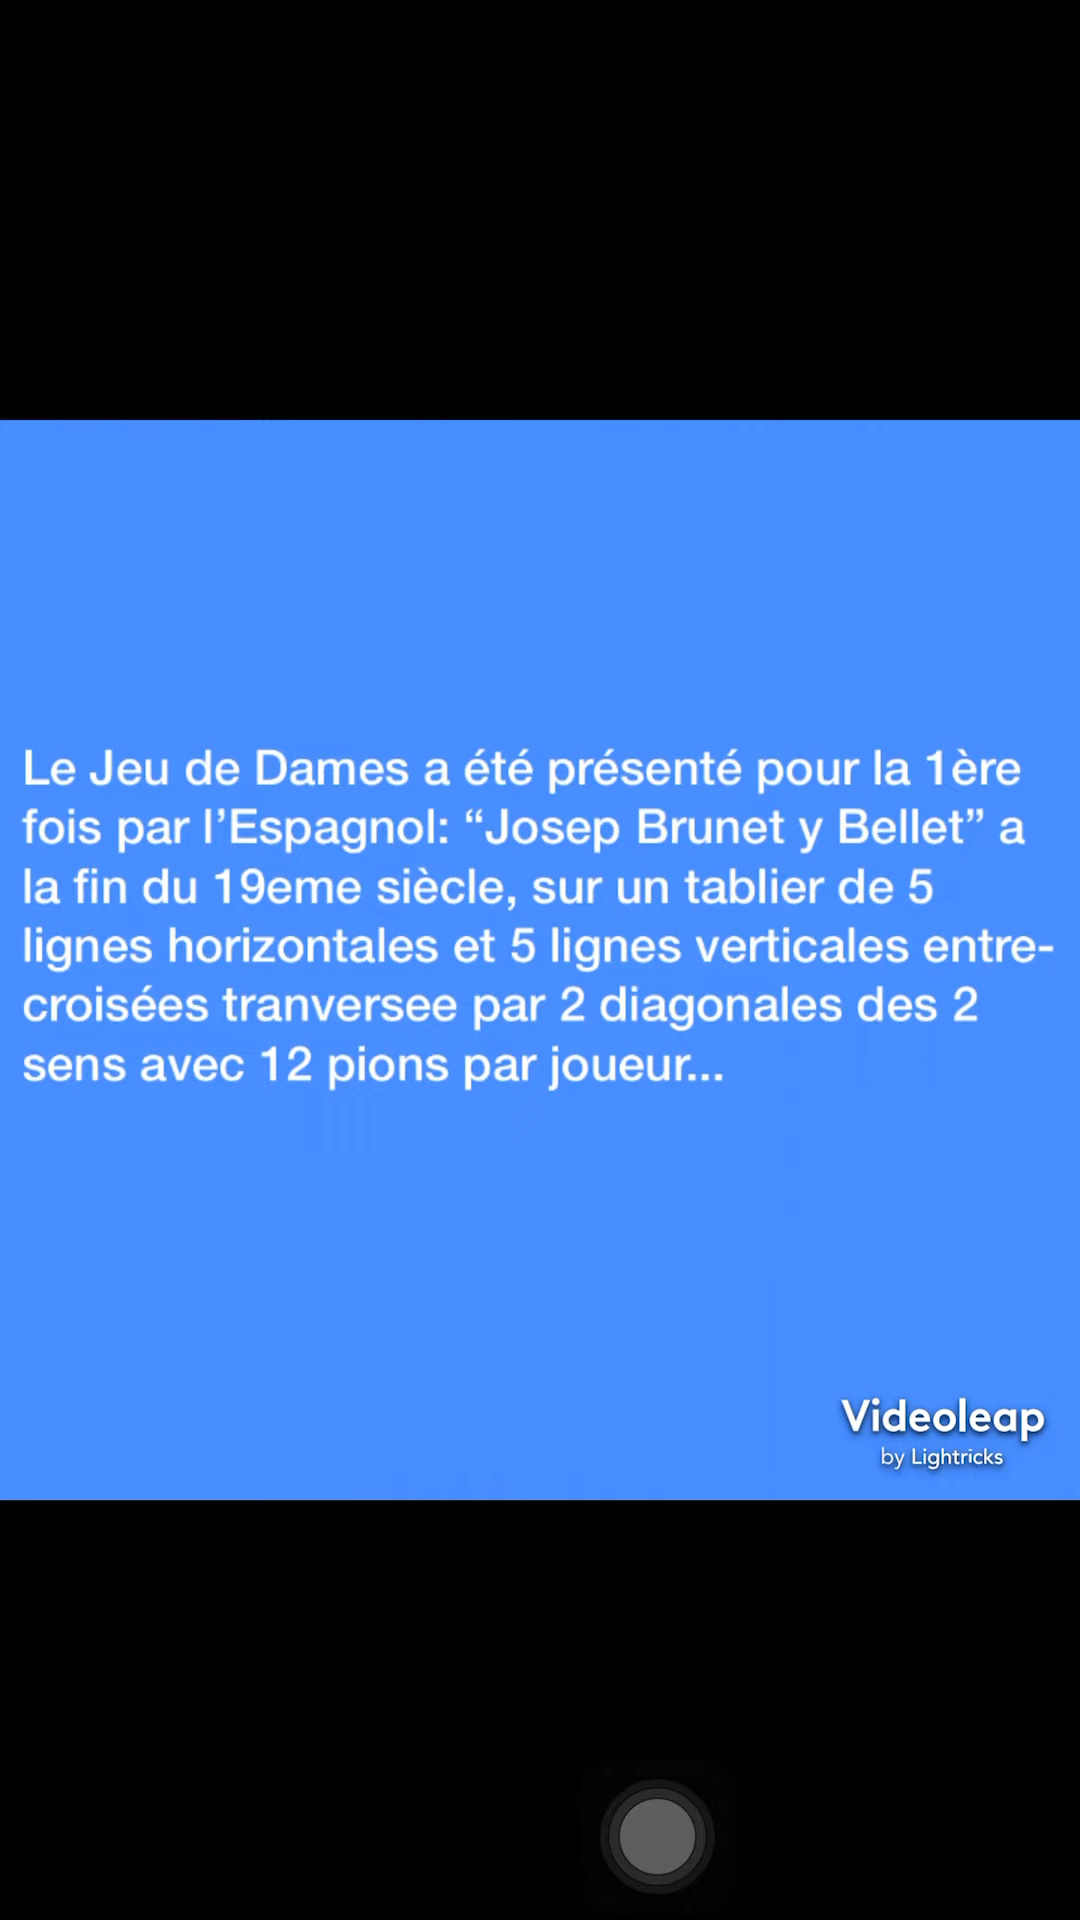 Le Jeu de Dames a été présenté pour la 1ère
fois par l’Espagnol: “Josep Brunet y Bellet” a
la fin du 19eme siècle, sur un tablier de 5
lignes horizontales et 5 lignes verticales entre-
croisées tranversee par 2 diagonales des 2
sens avec 12 pions par joueur...
Videoleap
by Lightricks